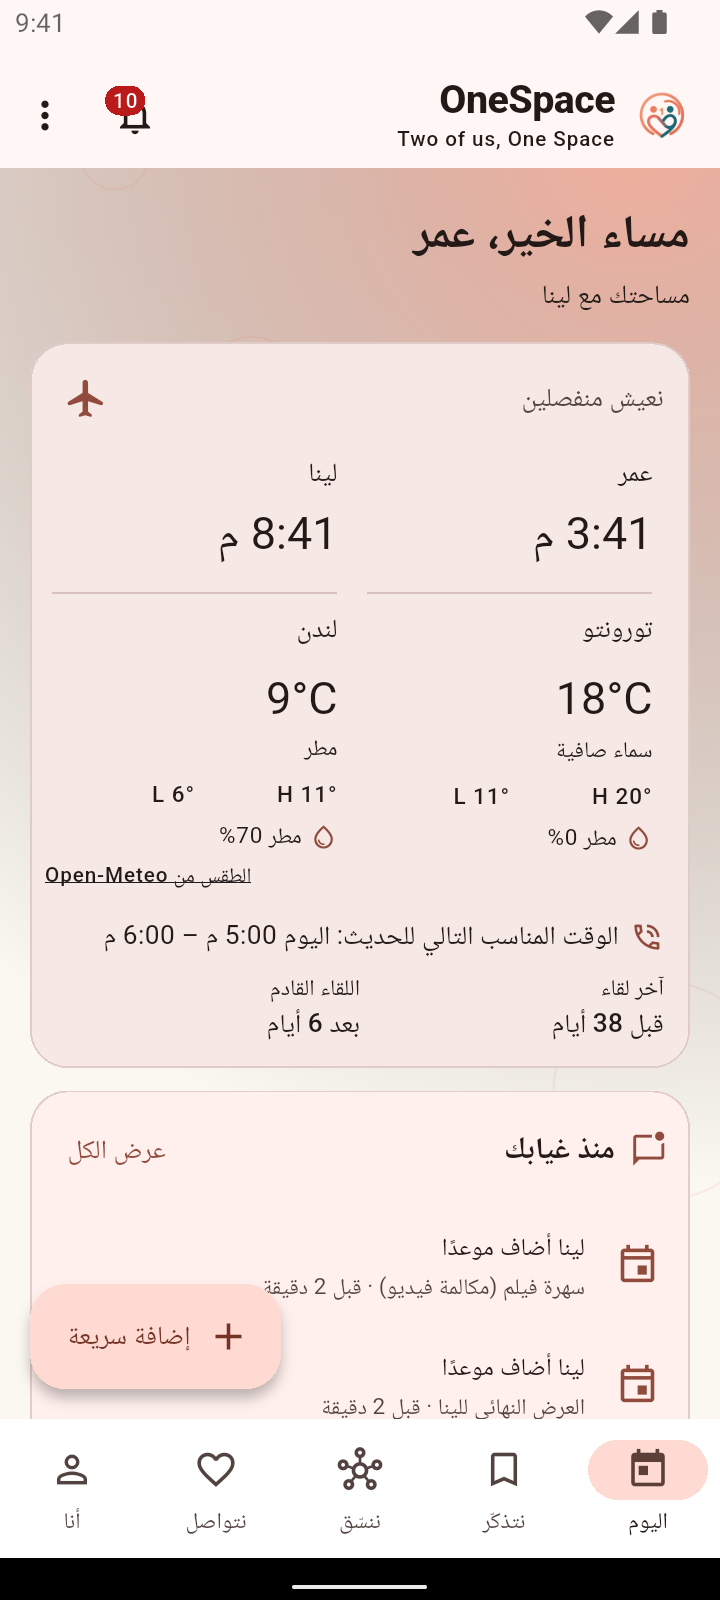 9:41
OneSpace
Two of us, One Space
10
مساء الخير، عمر
مساحتك مع لينا
نعيش منفصلين
عمر
3:41 م
لينا
8:41 م
تورونتو
18°C
سماء صافية
H 20° L 11°
مطر 0%
لندن
9°C
مطر
H 11° L 6°
مطر 70%
الطقس من Open-Meteo
الوقت المناسب التالي للحديث: اليوم 5:00 م – 6:00 م
آخر لقاء
قبل 38 أيام
اللقاء القادم
بعد 6 أيام
منذ غيابك
عرض الكل
لينا أضاف موعدًا
سهرة فيلم (مكالمة فيديو) · قبل 2 دقيقة
لينا أضاف موعدًا
العرض النهائي للينا · قبل 2 دقيقة
إضافة سريعة
اليوم
نتذكّر
ننسّق
نتواصل
أنا